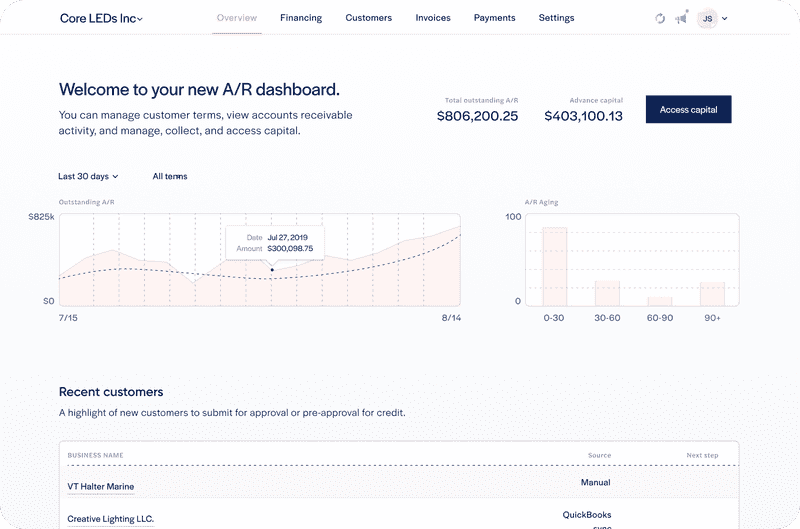 Core LEDs Inc
Overview
Financing
Customers
Invoices
Payments
Settings
JS
Welcome to your new A/R dashboard.
You can manage customer terms, view accounts receivable
activity, and manage, collect, and access capital.
Total outstanding A/R
$806,200.25
Advance capital
$403,100.13
Access capital
Last 30 days
All terms
Outstanding A/R
$825k
Date Jul 27, 2019
Amount $300,098.75
$0
7/15
8/14
A/R Aging
100
0
0-30
30-60
60-90
90+
Recent customers
A highlight of new customers to submit for approval or pre-approval for credit.
BUSINESS NAME
Source
Next step
VT Halter Marine
Manual
Creative Lighting LLC.
QuickBooks
sync